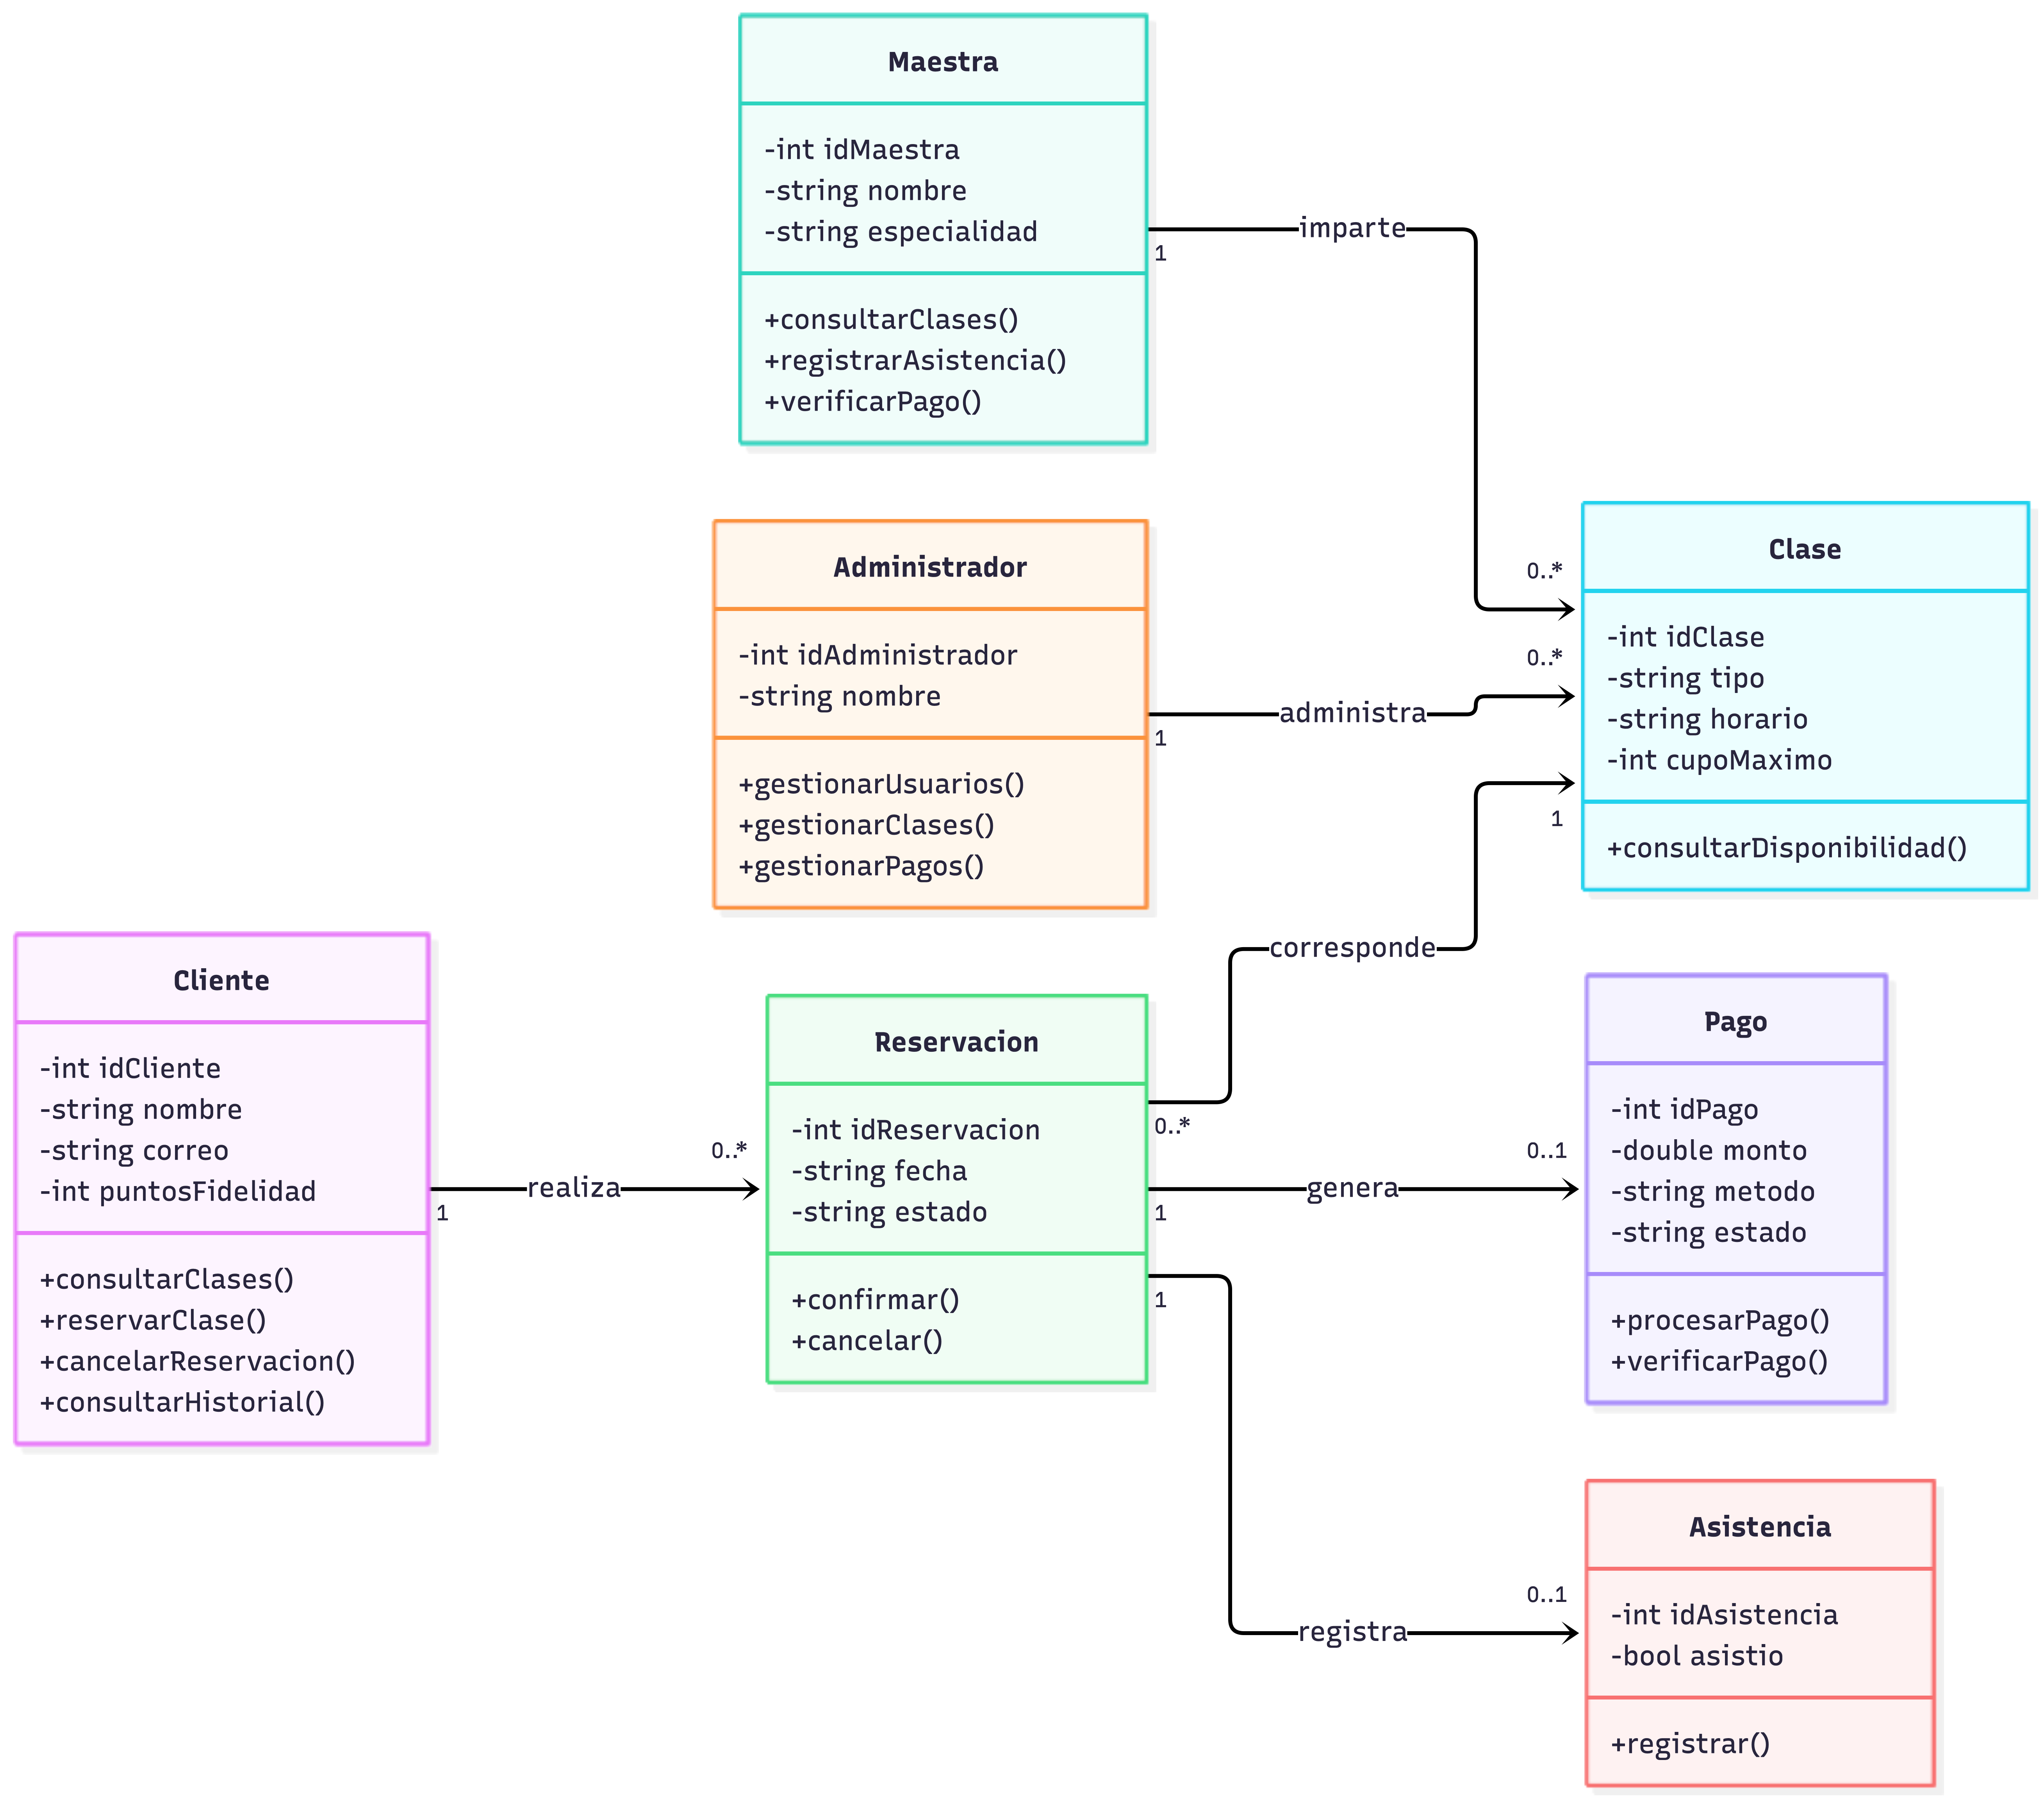 Maestra
-int idMaestra
-string nombre
-string especialidad
+consultarClases()
+registrarAsistencia()
+verificarPago()
1
imparte
0..*
Administrador
-int idAdministrador
-string nombre
+gestionarUsuarios()
+gestionarClases()
+gestionarPagos()
1
administra
0..*
Clase
-int idClase
-string tipo
-string horario
-int cupoMaximo
+consultarDisponibilidad()
1
corresponde
0..*
Cliente
-int idCliente
-string nombre
-string correo
-int puntosFidelidad
+consultarClases()
+reservarClase()
+cancelarReservacion()
+consultarHistorial()
1
realiza
0..*
Reservacion
-int idReservacion
-string fecha
-string estado
+confirmar()
+cancelar()
1
genera
0..1
Pago
-int idPago
-double monto
-string metodo
-string estado
+procesarPago()
+verificarPago()
1
registra
0..1
Asistencia
-int idAsistencia
-bool asistio
+registrar()